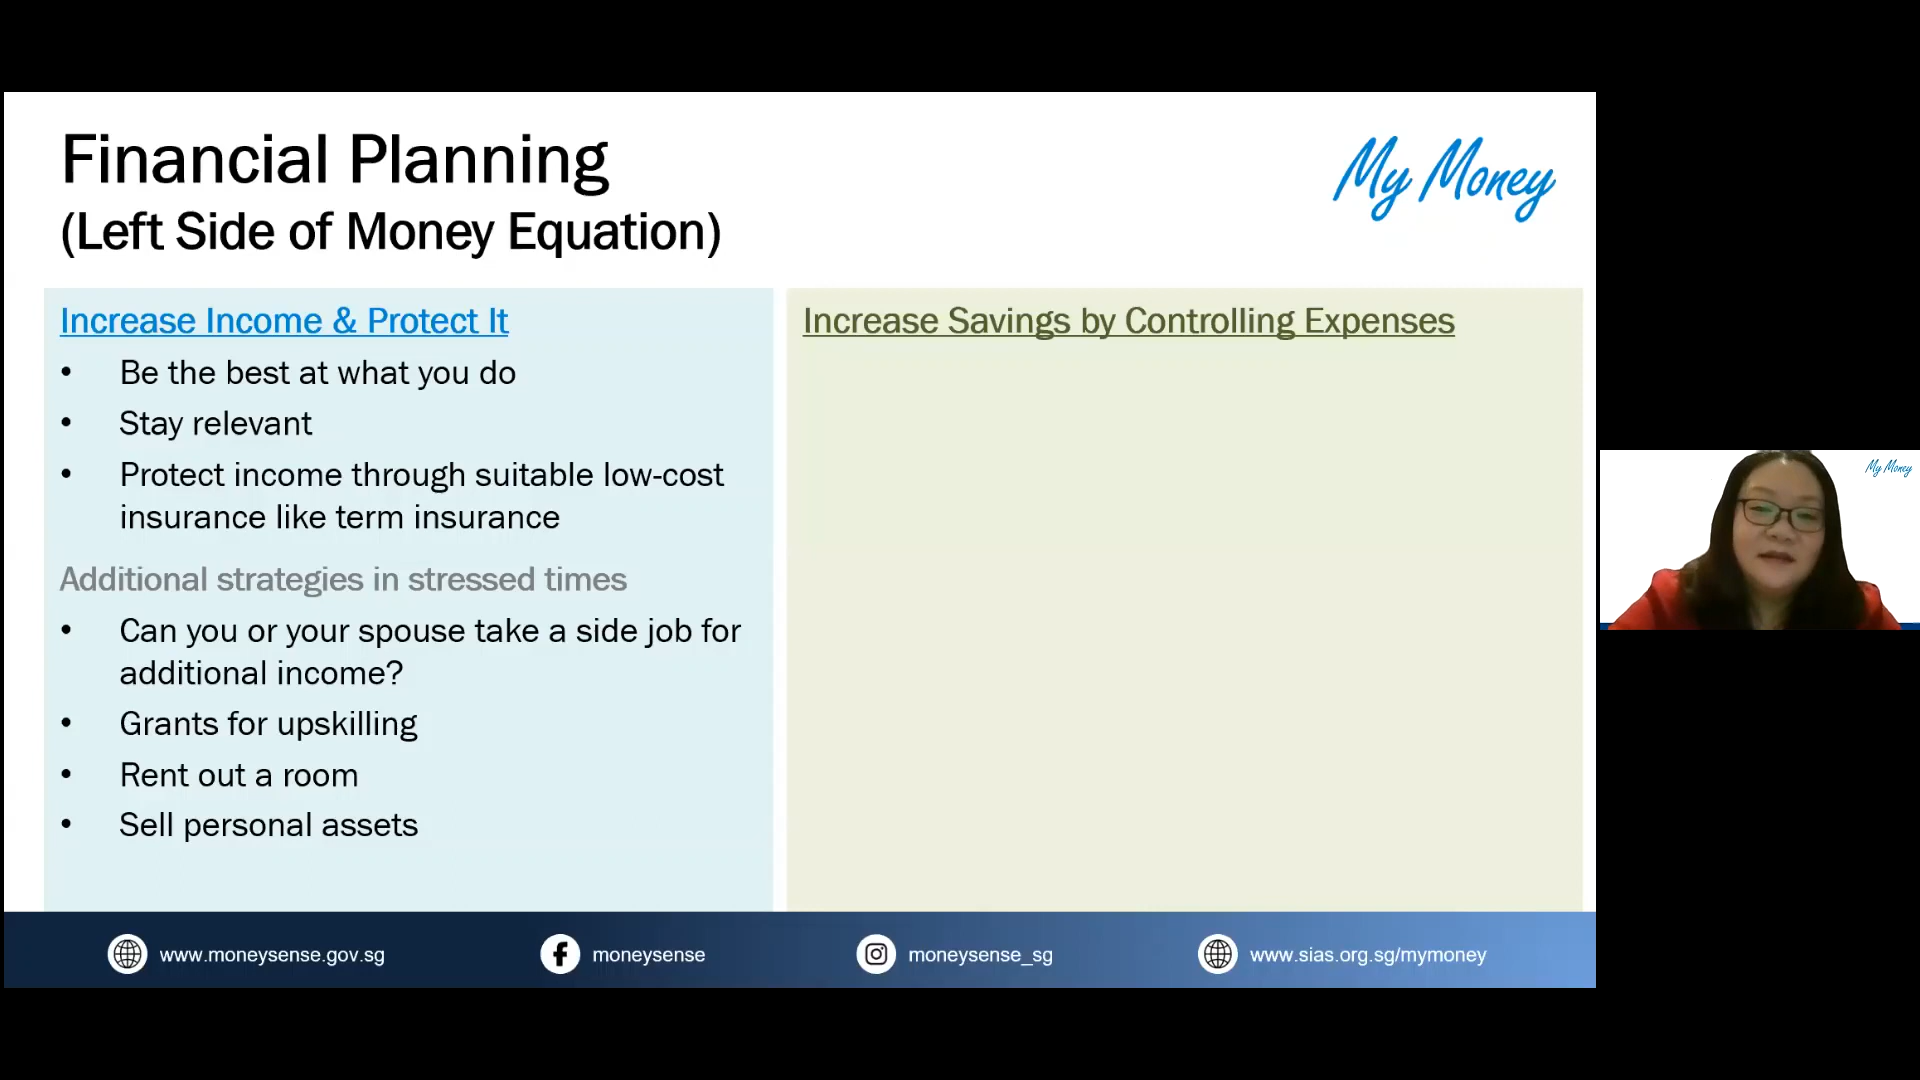 Financial Planning
(Left Side of Money Equation)
My Money
Increase Income & Protect It
• Be the best at what you do
• Stay relevant
• Protect income through suitable low-cost
insurance like term insurance
Additional strategies in stressed times
• Can you or your spouse take a side job for
additional income?
• Grants for upskilling
• Rent out a room
• Sell personal assets
Increase Savings by Controlling Expenses
My Money
www.moneysense.gov.sg
moneysense
moneysense_sg
www.sias.org.sg/mymoney